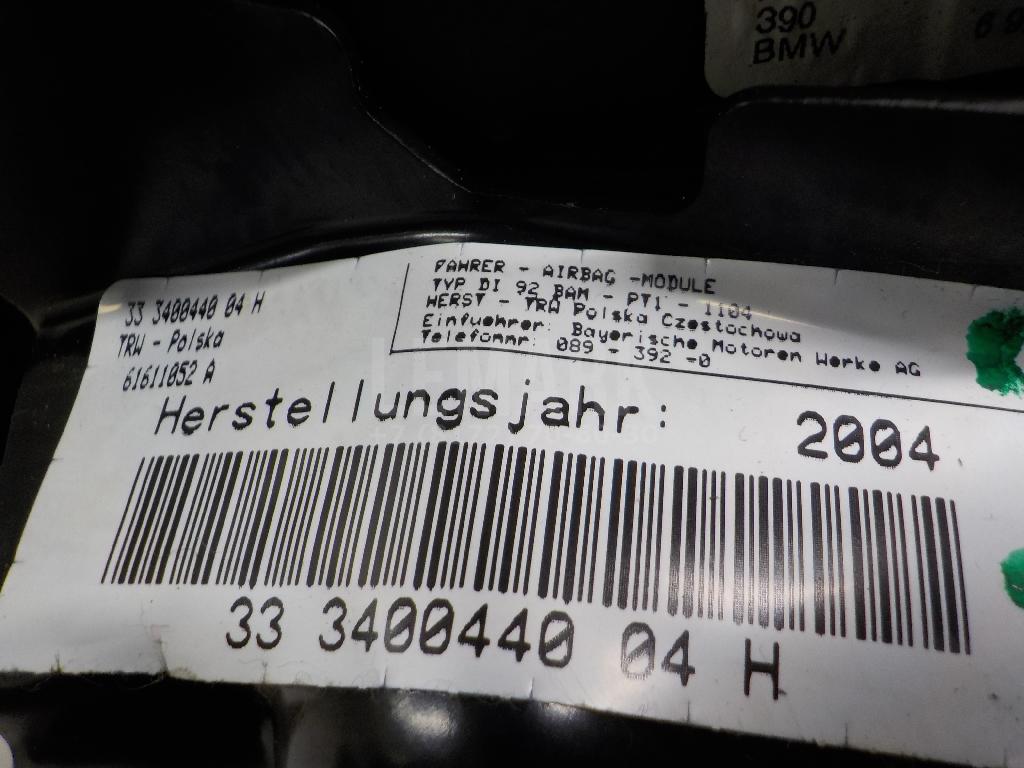 390
BMW
33 3400440 04 H
TRW - Polska
61611052 A
FAHRER - AIRBAG -MODULE
TYP DI 92 BAM - PT1 - 1104
HERST - TRW Polska Czestochowa
Einfuehrer: Bayerische Motoren Werke AG
Telefonnr: 089 - 392 -0
Herstellungsjahr: 2004
33 3400440 04 H